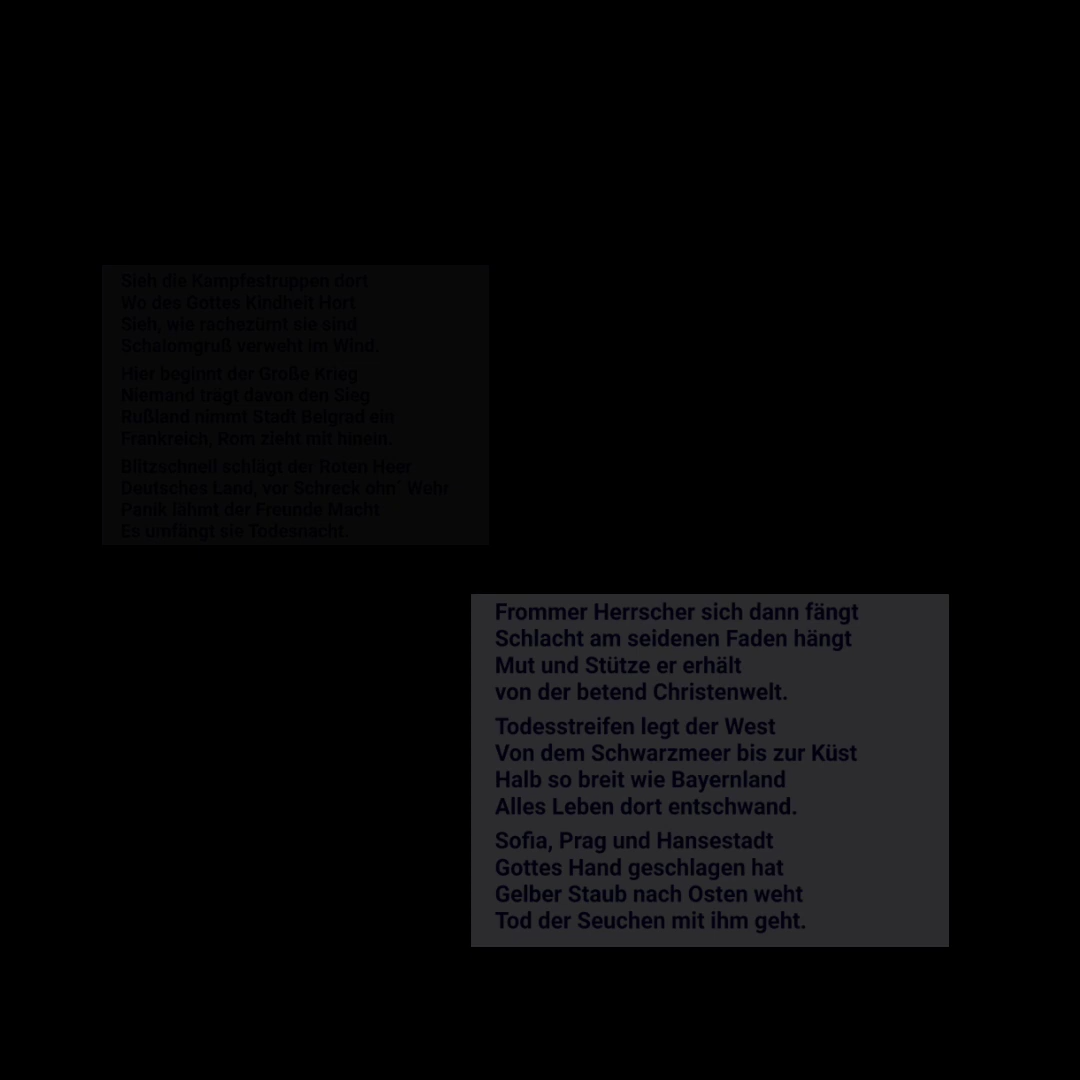 Sieh die Kampfestruppen dort
Wo des Gottes Kindheit Hort
Sieh, wie rachezürnt sie sind
Schalomgruß verweht im Wind.
Hier beginnt der Große Krieg
Niemand trägt davon den Sieg
Rußland nimmt Stadt Belgrad ein
Frankreich, Rom zieht mit hinein.
Blitzschnell schlägt der Roten Heer
Deutsches Land, vor Schreck ohn´ Wehr
Panik lähmt der Freunde Macht
Es umfängt sie Todesnacht.
Frommer Herrscher sich dann fängt
Schlacht am seidenen Faden hängt
Mut und Stütze er erhält
von der betend Christenwelt.
Todesstreifen legt der West
Von dem Schwarzmeer bis zur Küst
Halb so breit wie Bayernland
Alles Leben dort entschwand.
Sofia, Prag und Hansestadt
Gottes Hand geschlagen hat
Gelber Staub nach Osten weht
Tod der Seuchen mit ihm geht.